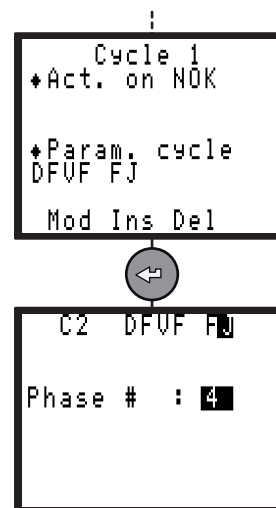 Cycle 1
◆Act. on NOK
◆Param. cycle
DFVF FJ
Mod Ins Del
C2 DFVF FJ
Phase # : 4